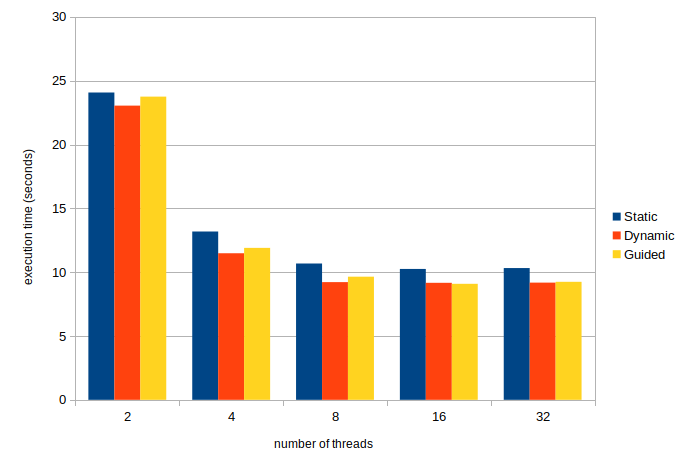 30
25
20
15
10
5
0
execution time (seconds)
2 4 8 16 32
number of threads
Static
Dynamic
Guided